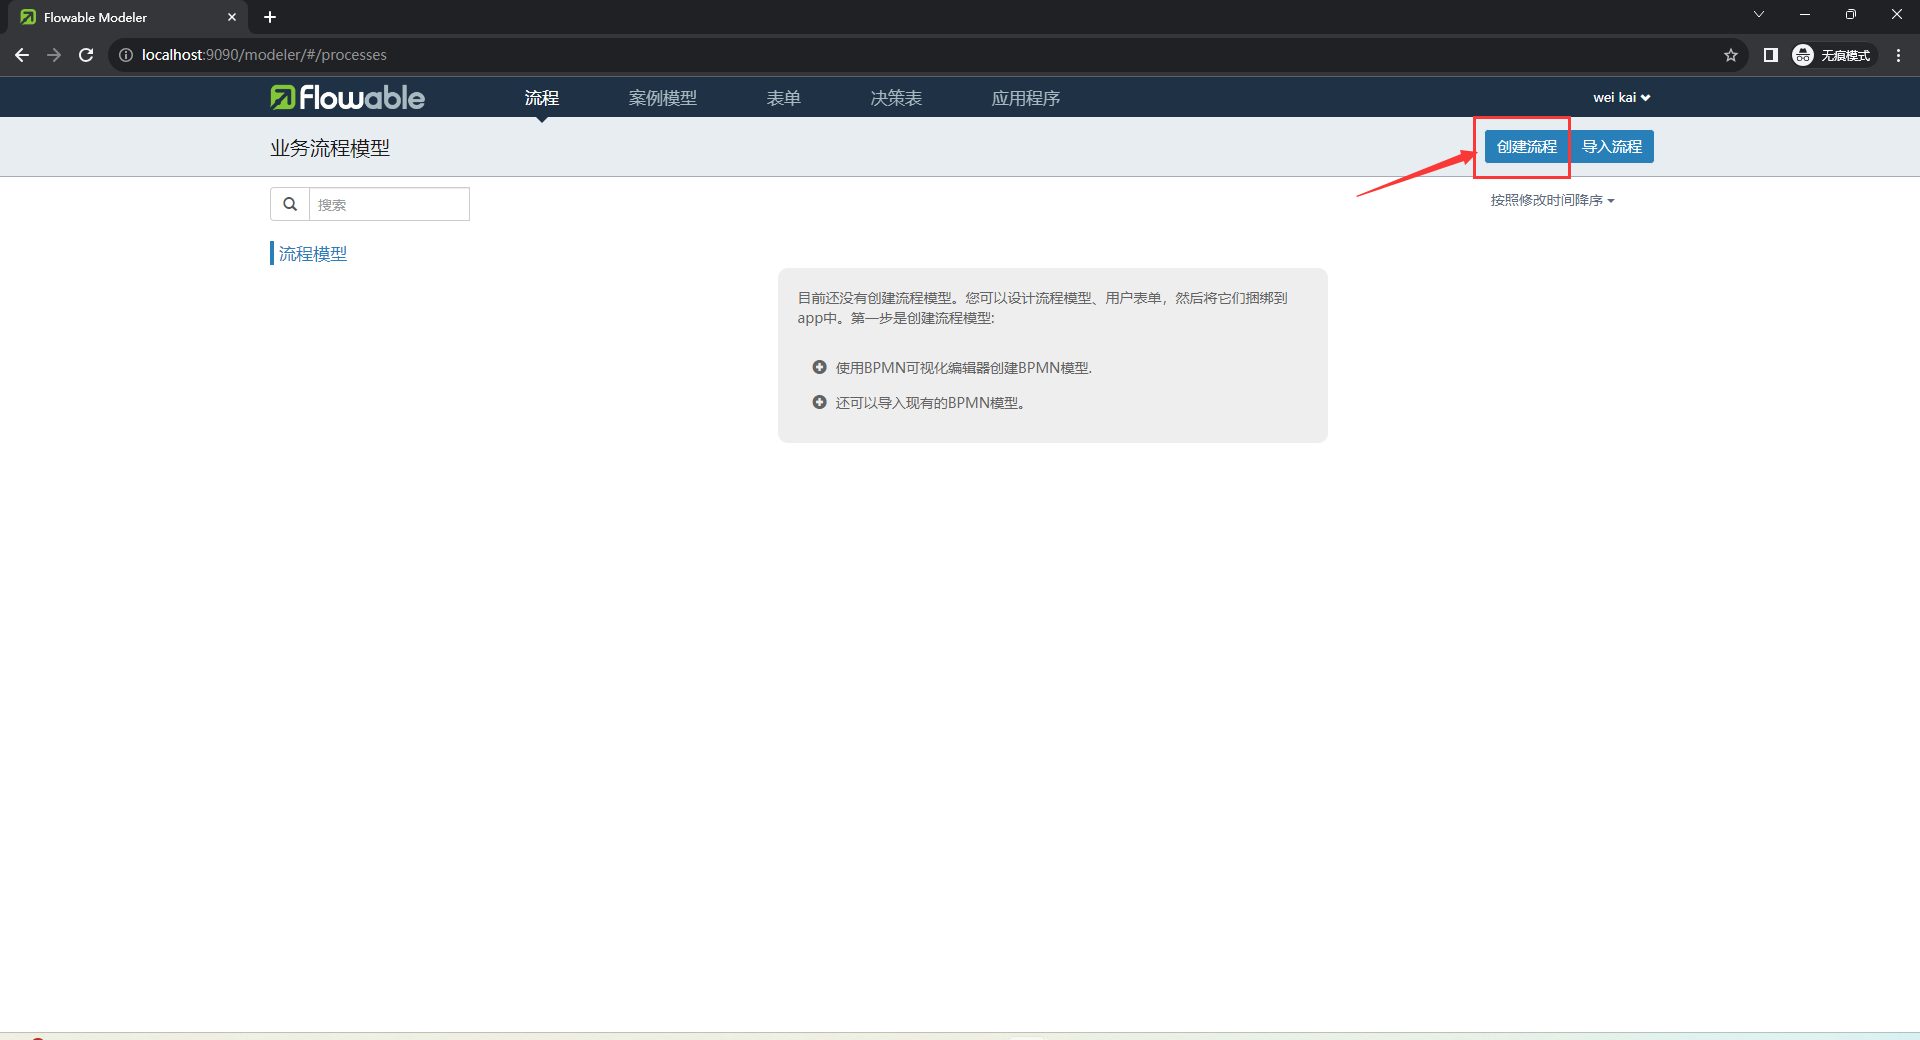 Flowable Modeler
localhost:9090/modeler/#/processes
无痕模式
flowable
流程
案例模型
表单
决策表
应用程序
wei kai
业务流程模型
创建流程
导入流程
搜索
按照修改时间降序
流程模型
目前还没有创建流程模型。您可以设计流程模型、用户表单，然后将它们捆绑到
app中。第一步是创建流程模型:
使用BPMN可视化编辑器创建BPMN模型.
还可以导入现有的BPMN模型。